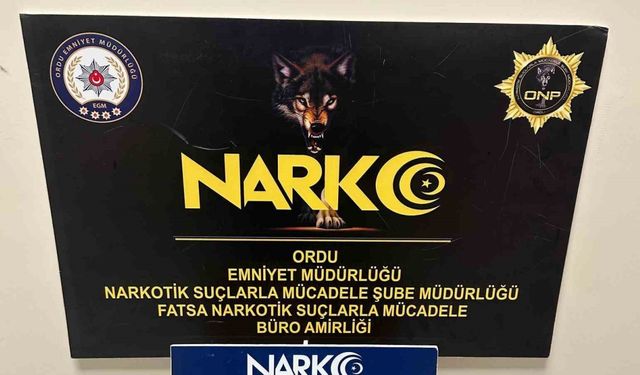 ORDU EMNİYET MÜDÜRLÜĞÜ
EGM
ONP
NARKO
ORDU
EMNİYET MÜDÜRLÜĞÜ
NARKOTİK SUÇLARLA MÜCADELE ŞUBE MÜDÜRLÜĞÜ
FATSA NARKOTİK SUÇLARLA MÜCADELE
BÜRO AMİRLİĞİ
NARKO